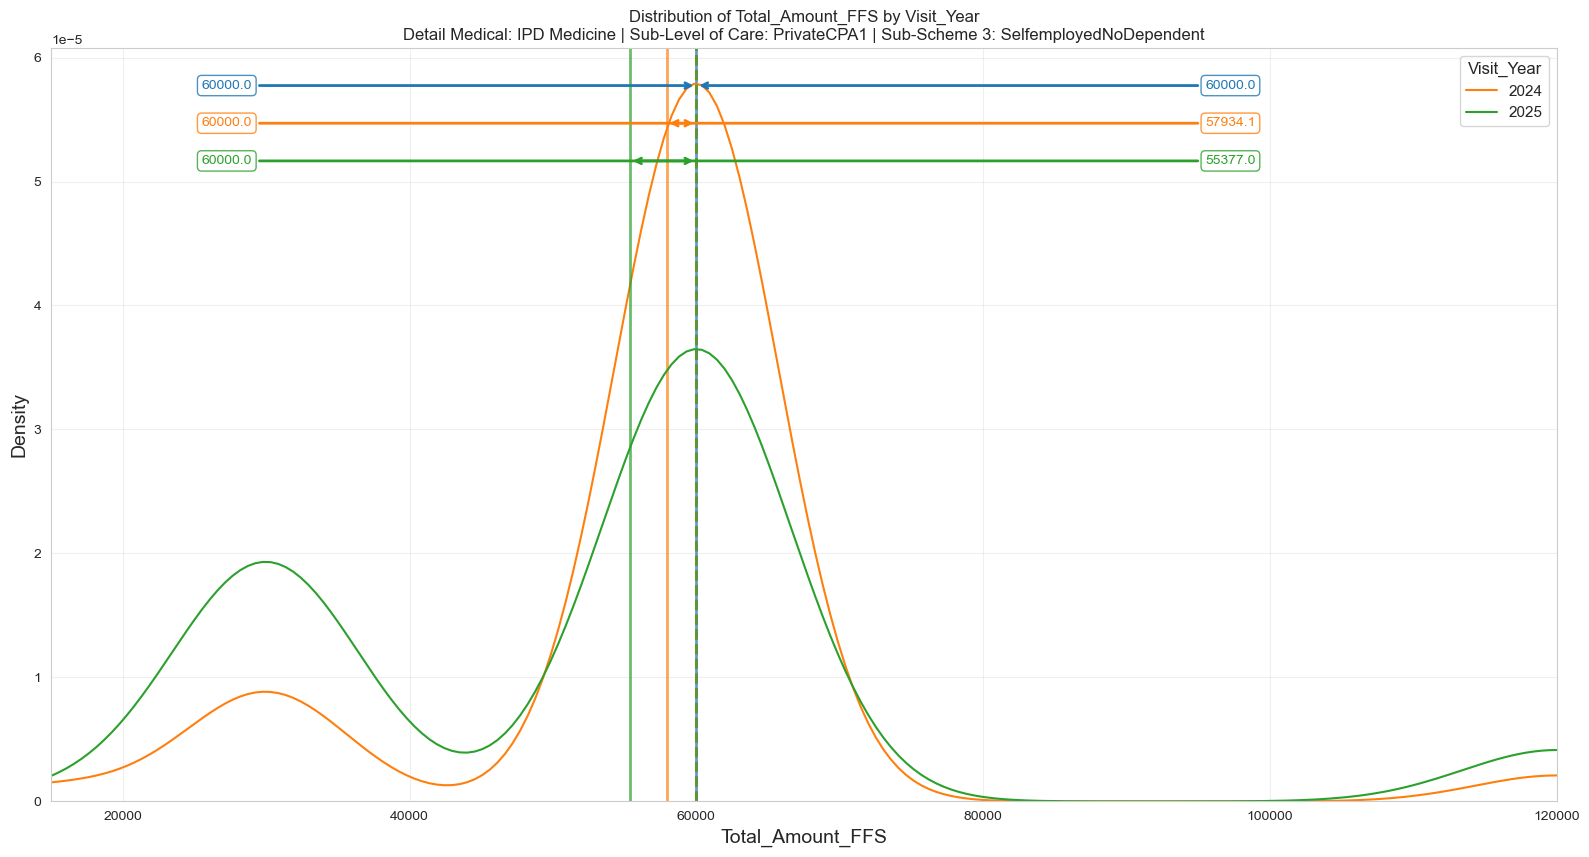 Distribution of Total_Amount_FFS by Visit_Year
Detail Medical: IPD Medicine | Sub-Level of Care: PrivateCPA1 | Sub-Scheme 3: SelfemployedNoDependent
1e−5
6
5
4
3
2
1
0
Density
60000.0 60000.0
60000.0 57934.1
60000.0 55377.0
Visit_Year
2024
2025
20000 40000 60000 80000 100000 120000
Total_Amount_FFS